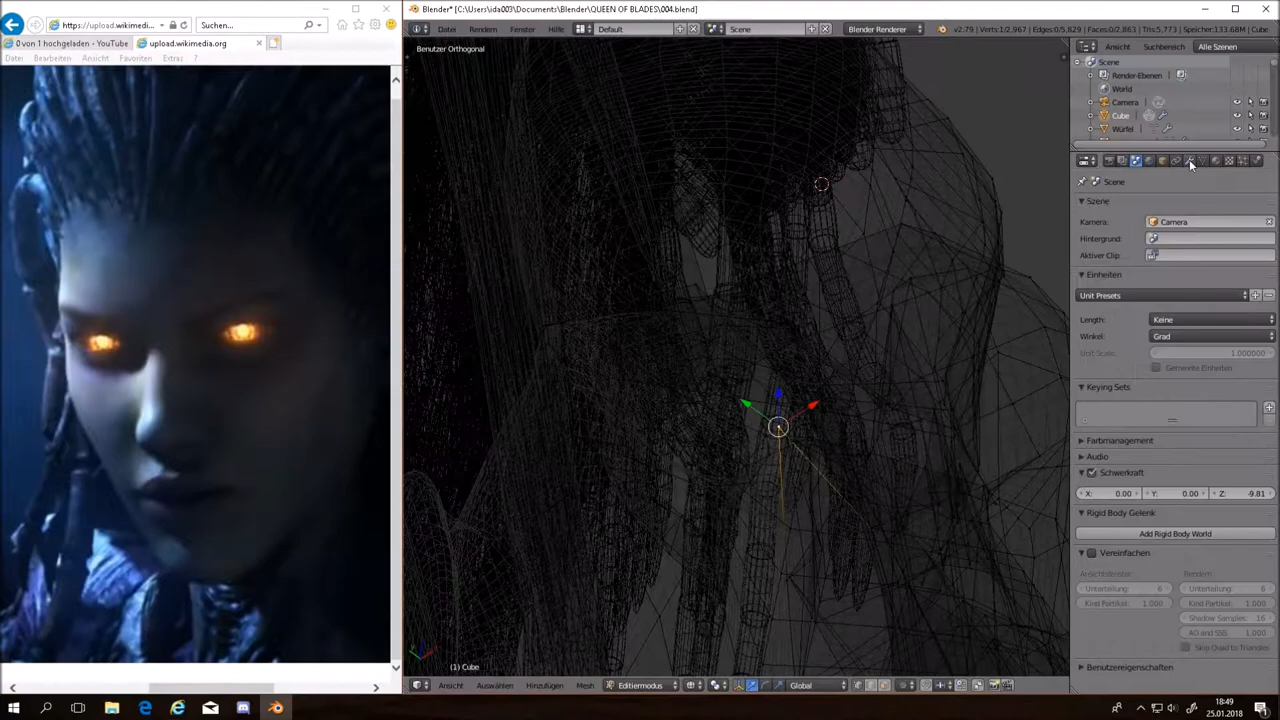 Blender* [C:\Users\ida003\Documents\Blender\QUEEN OF BLADES\004.blend]
https://upload.wikimedi...
Suchen...
0 von 1 hochgeladen - YouTube
upload.wikimedia.org
Datei Bearbeiten Ansicht Favoriten Extras ?
Datei Rendern Fenster Hilfe
Default
Scene
Blender Renderer
v2.79 | Verts:1/2,967 | Edges:0/5,829 | Faces:0/2,863 | Tris:5,773 | Speicher:133.68M | Cube
Benutzer Orthogonal
Ansicht Suchbereich Alle Szenen
Scene
Render-Ebenen
World
Camera
Cube
Würfel
Scene
Szene
Kamera: Camera
Hintergrund:
Aktiver Clip:
Einheiten
Unit Presets
Length: Keine
Winkel: Grad
Unit Scale: 1.000000
Getrennte Einheiten
Keying Sets
Farbmanagement
Audio
Schwerkraft
X: 0.00 Y: 0.00 Z: -9.81
Rigid Body Gelenk
Add Rigid Body World
Vereinfachen
Ansichtsfenster: Rendern:
Unterteilung: 6 Unterteilung: 6
Kind Partikel: 1.000 Kind Partikel: 1.000
Shadow Samples: 16
AO and SSS: 1.000
Skip Quad to Triangles
Benutzereigenschaften
(1) Cube
Ansicht Auswählen Hinzufügen Mesh Editiermodus Global
18:49
25.01.2018